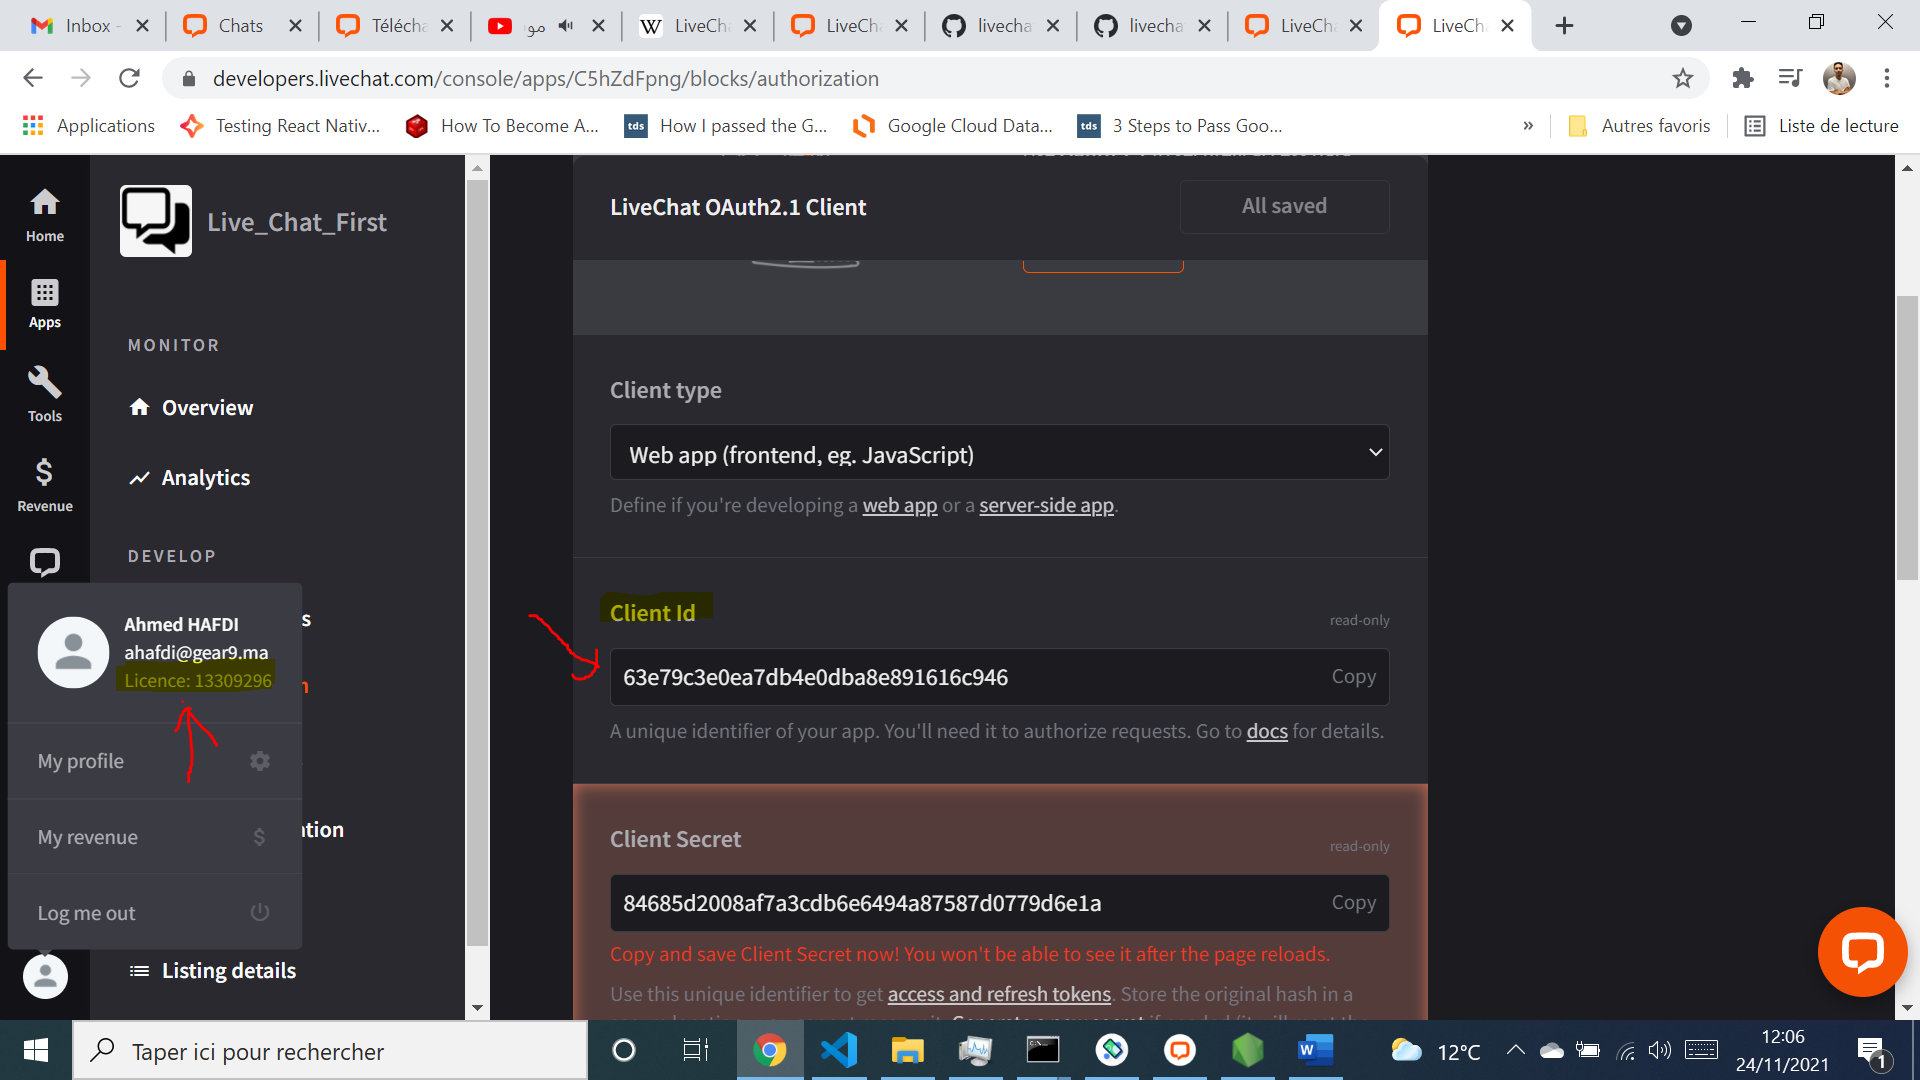 Inbox -
Chats
Télécha
مو
LiveCha
LiveCha
livecha
livecha
LiveCha
LiveCha
developers.livechat.com/console/apps/C5hZdFpng/blocks/authorization
Applications
Testing React Nativ...
How To Become A...
tds
How I passed the G...
Google Cloud Data...
tds
3 Steps to Pass Goo...
»
Autres favoris
Liste de lecture
Home
Apps
Tools
Revenue
Live_Chat_First
MONITOR
Overview
Analytics
DEVELOP
s
n
ation
Listing details
Ahmed HAFDI
ahafdi@gear9.ma
Licence: 13309296
My profile
My revenue
$
Log me out
LiveChat OAuth2.1 Client
All saved
Client type
Web app (frontend, eg. JavaScript)
Define if you're developing a web app or a server-side app.
Client Id
read-only
63e79c3e0ea7db4e0dba8e891616c946
Copy
A unique identifier of your app. You'll need it to authorize requests. Go to docs for details.
Client Secret
read-only
84685d2008af7a3cdb6e6494a87587d0779d6e1a
Copy
Copy and save Client Secret now! You won't be able to see it after the page reloads.
Use this unique identifier to get access and refresh tokens. Store the original hash in a
Taper ici pour rechercher
12°C
12:06
24/11/2021
1